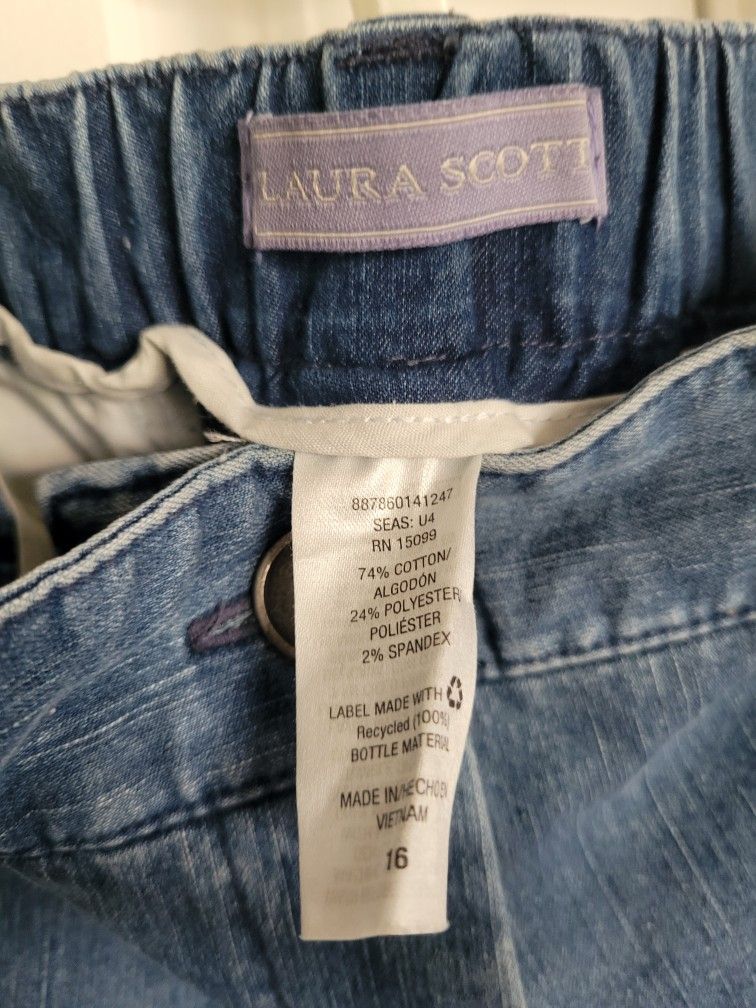 LAURA SCOTT
887860141247
SEAS: U4
RN 15099
74% COTTON/
ALGODÓN
24% POLYESTER/
POLIÉSTER
2% SPANDEX
LABEL MADE WITH
Recycled (100%)
BOTTLE MATERIAL
MADE IN/HECHO EN
VIETNAM
16